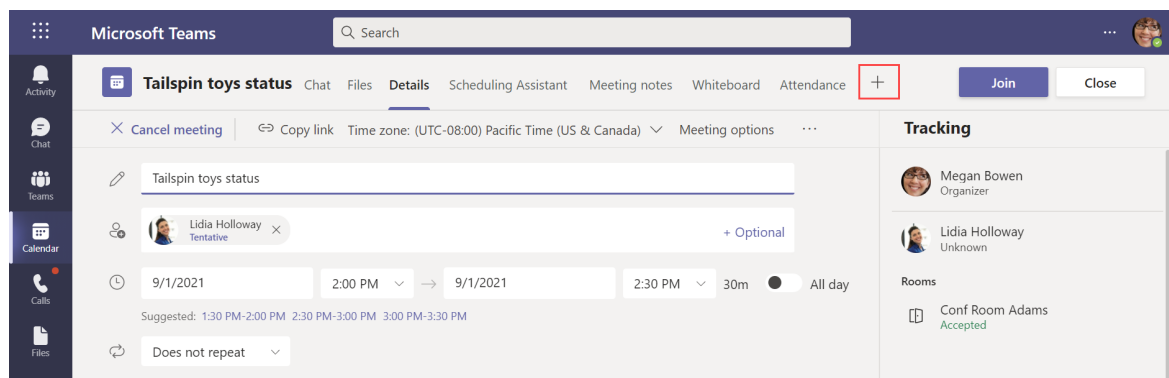 Microsoft Teams
Search
Activity
Chat
Teams
Calendar
Calls
Files
Tailspin toys status Chat Files Details Scheduling Assistant Meeting notes Whiteboard Attendance
Join Close
Cancel meeting Copy link Time zone: (UTC-08:00) Pacific Time (US & Canada) Meeting options ...
Tailspin toys status
Lidia Holloway
Tentative
+ Optional
9/1/2021 2:00 PM → 9/1/2021 2:30 PM 30m All day
Suggested: 1:30 PM-2:00 PM 2:30 PM-3:00 PM 3:00 PM-3:30 PM
Does not repeat
Tracking
Megan Bowen
Organizer
Lidia Holloway
Unknown
Rooms
Conf Room Adams
Accepted